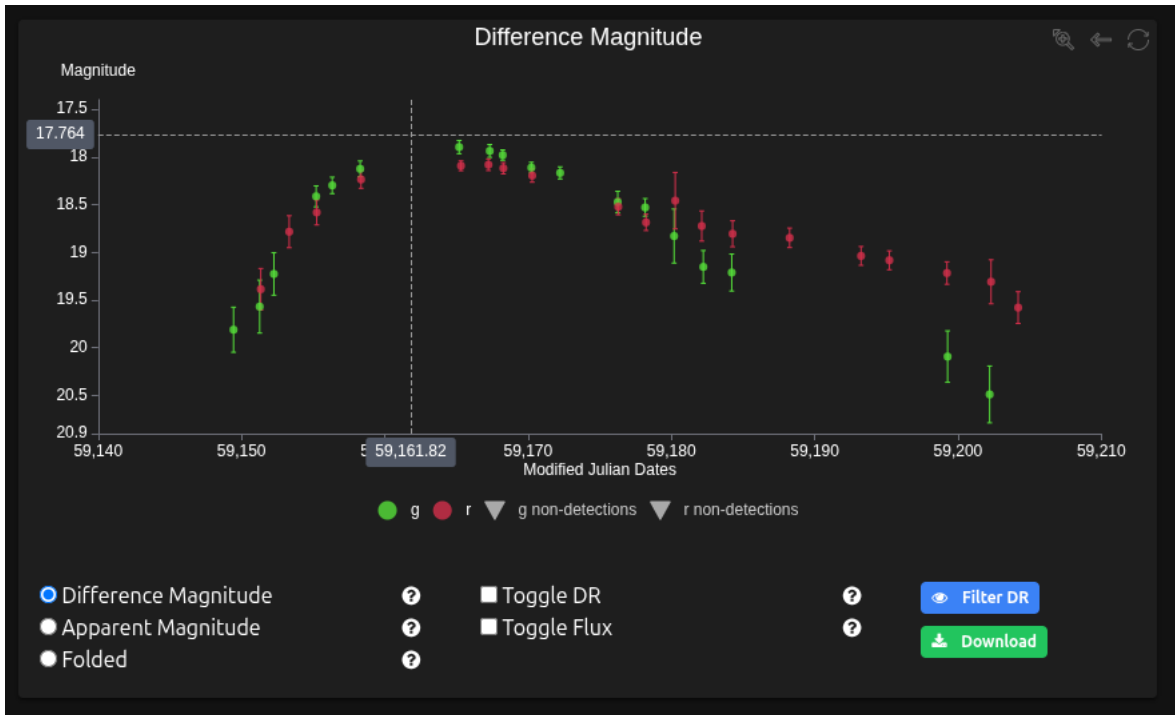 Difference Magnitude
Magnitude
17.5
17.764
18
18.5
19
19.5
20
20.5
20.9
59,140 59,150 59,161.82 59,170 59,180 59,190 59,200 59,210
Modified Julian Dates
g r g non-detections r non-detections
Difference Magnitude ? Toggle DR ? Filter DR
Apparent Magnitude ? Toggle Flux ? Download
Folded ?